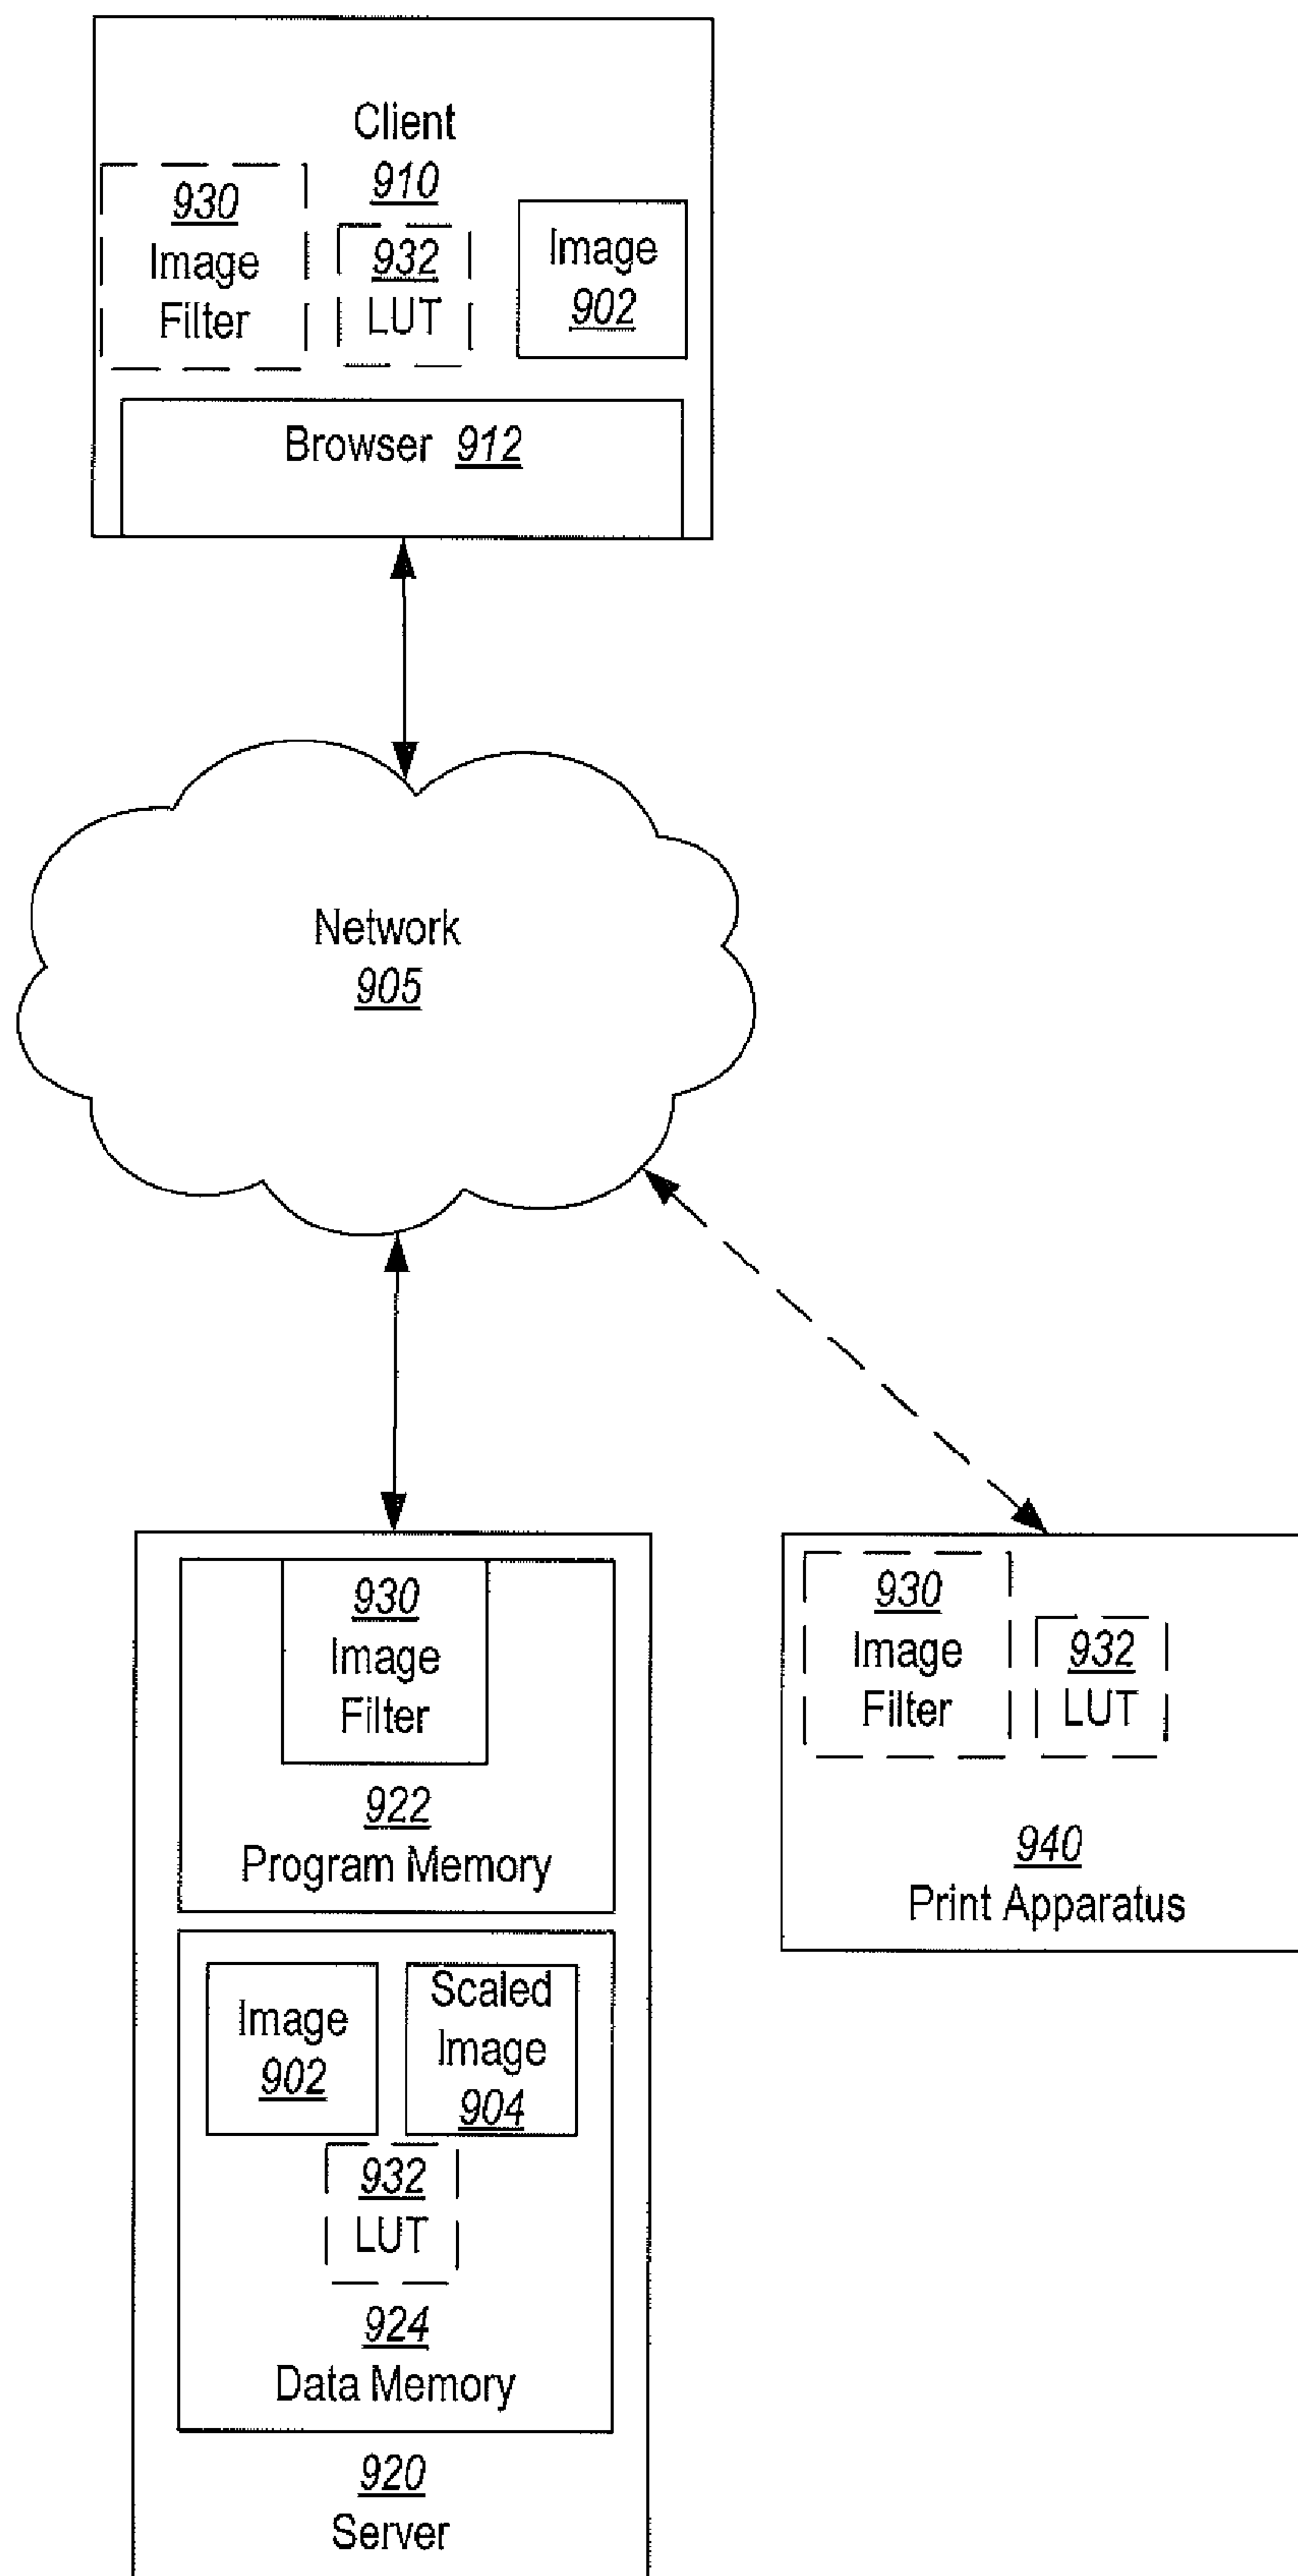 Client
910
930
Image
Filter
932
LUT
Image
902
Browser 912
Network
905
930
Image
Filter
922
Program Memory
Image
902
Scaled
Image
904
932
LUT
924
Data Memory
920
Server
930
Image
Filter
932
LUT
940
Print Apparatus